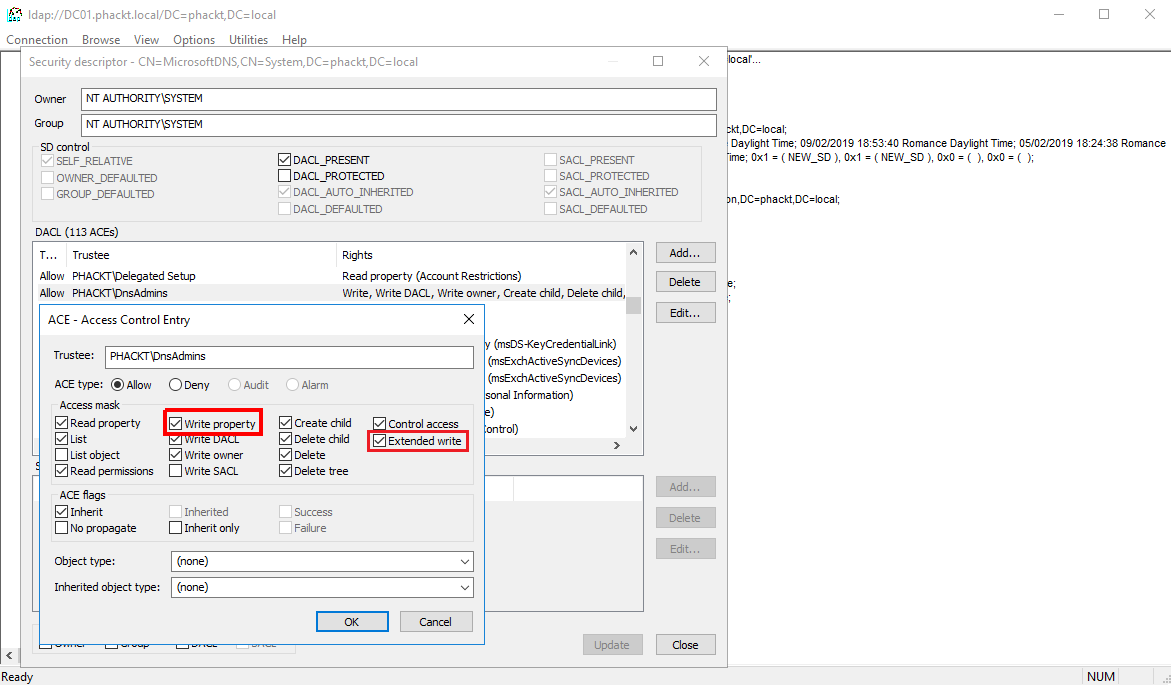 ldap://DC01.phackt.local/DC=phackt,DC=local
Connection Browse View Options Utilities Help
Security descriptor - CN=MicrosoftDNS,CN=System,DC=phackt,DC=local
local'...
Owner NT AUTHORITY\SYSTEM
Group NT AUTHORITY\SYSTEM
ckt,DC=local;
Daylight Time; 09/02/2019 18:53:40 Romance Daylight Time; 05/02/2019 18:24:38 Romance
Time; 0x1 = ( NEW_SD ), 0x1 = ( NEW_SD ), 0x0 = ( ), 0x0 = ( );
on,DC=phackt,DC=local;
SD control
SELF_RELATIVE DACL_PRESENT SACL_PRESENT
OWNER_DEFAULTED DACL_PROTECTED SACL_PROTECTED
GROUP_DEFAULTED DACL_AUTO_INHERITED SACL_AUTO_INHERITED
DACL_DEFAULTED SACL_DEFAULTED
DACL (113 ACEs)
T... Trustee Rights
Allow PHACKT\Delegated Setup Read property (Account Restrictions)
Allow PHACKT\DnsAdmins Write, Write DACL, Write owner, Create child, Delete child,
Add...
Delete
Edit...
e;
;
y (msDS-KeyCredentialLink)
(msExchActiveSyncDevices)
(msExchActiveSyncDevices)
sonal Information)
e)
ontrol)
ACE - Access Control Entry
Trustee: PHACKT\DnsAdmins
ACE type: Allow Deny Audit Alarm
Access mask
Read property Write property Create child Control access
List Write DACL Delete child Extended write
List object Write owner Delete
Read permissions Write SACL Delete tree
ACE flags
Inherit Inherited Success
No propagate Inherit only Failure
Object type: (none)
Inherited object type: (none)
OK Cancel
S
Add...
Delete
Edit...
Owner Group DACL SACL
Update Close
Ready NUM